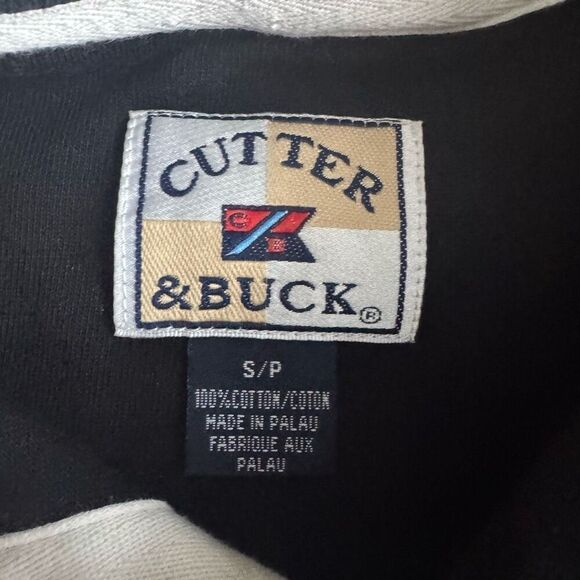 CUTTER
C
B
& BUCK®
S/P
100%COTTON/COTON
MADE IN PALAU
FABRIQUE AUX
PALAU